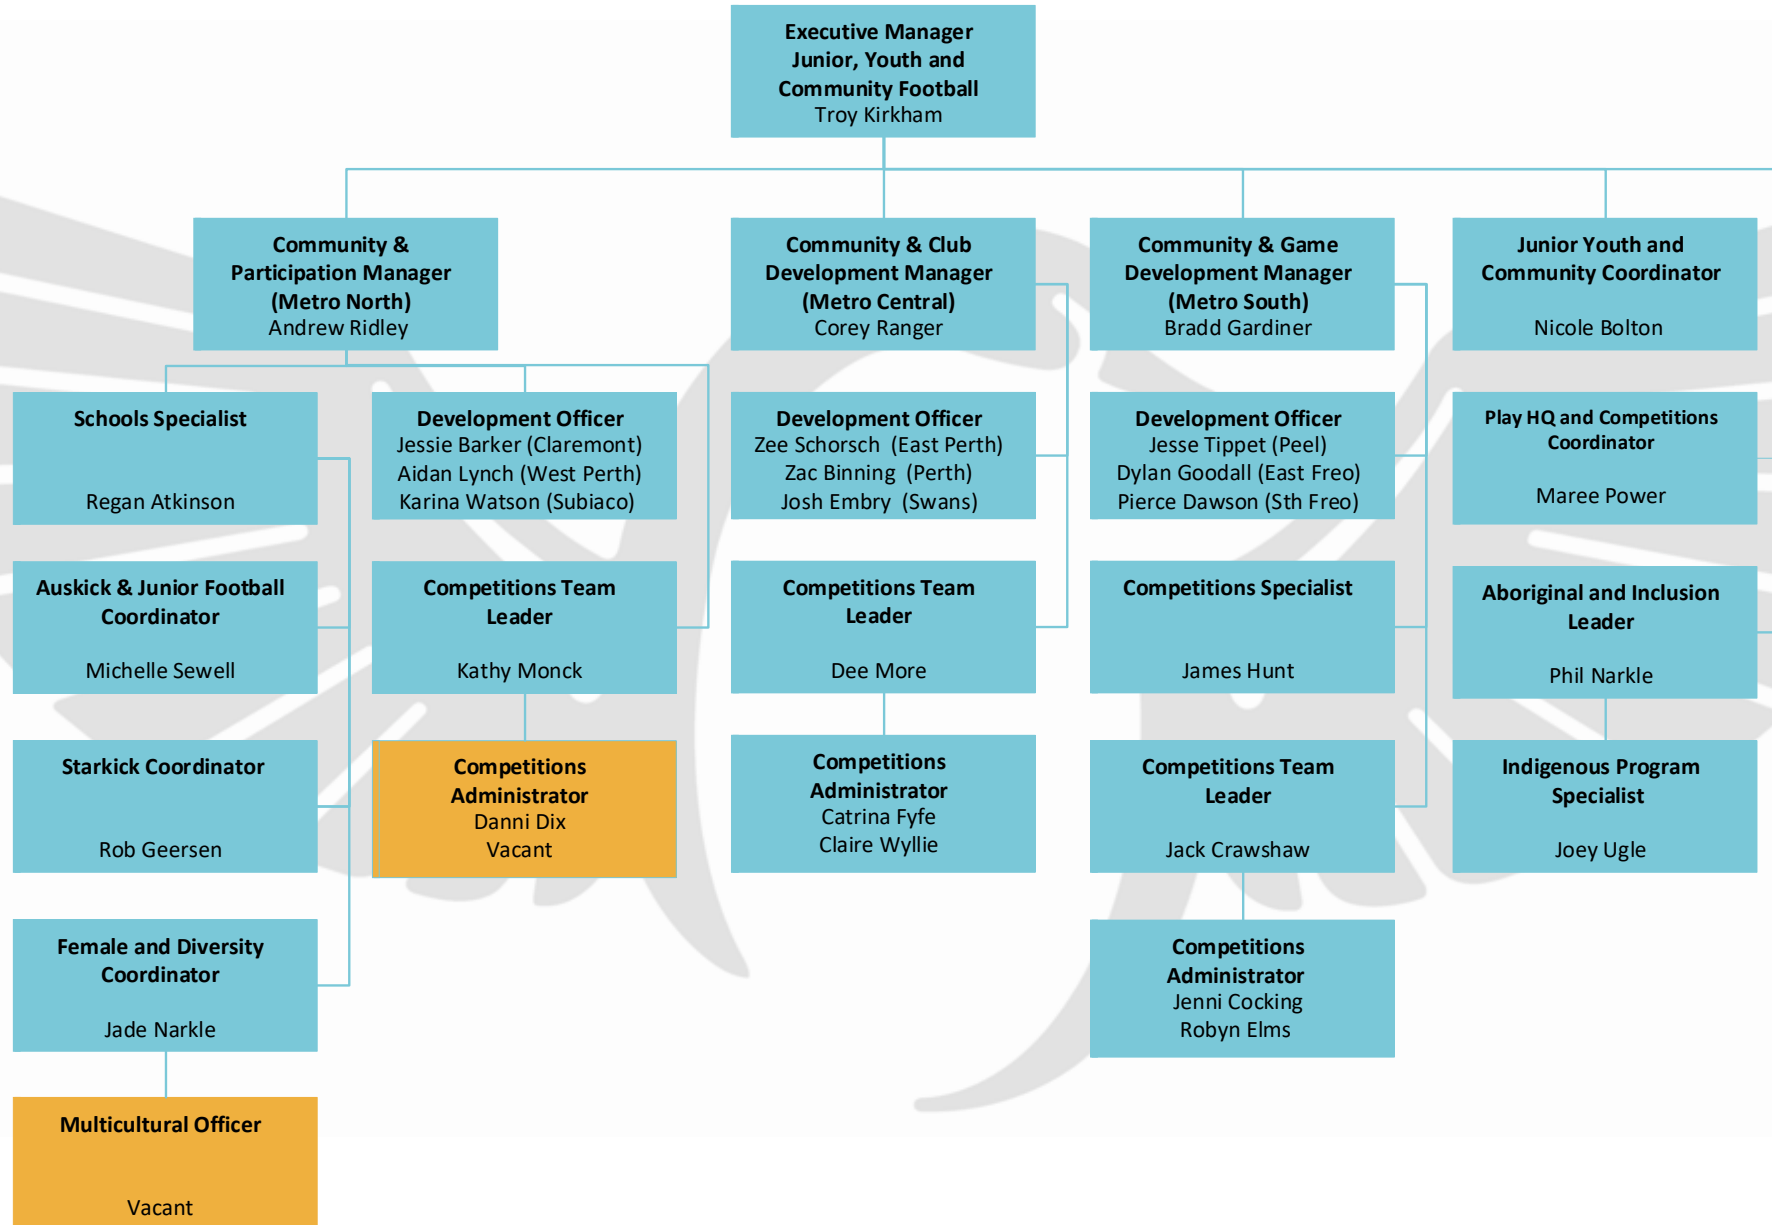 Executive Manager
Junior, Youth and
Community Football
Troy Kirkham
Community &
Participation Manager
(Metro North)
Andrew Ridley
Community & Club
Development Manager
(Metro Central)
Corey Ranger
Community & Game
Development Manager
(Metro South)
Bradd Gardiner
Junior Youth and
Community Coordinator
Nicole Bolton
Schools Specialist
Regan Atkinson
Development Officer
Jessie Barker (Claremont)
Aidan Lynch (West Perth)
Karina Watson (Subiaco)
Development Officer
Zee Schorsch (East Perth)
Zac Binning (Perth)
Josh Embry (Swans)
Development Officer
Jesse Tippet (Peel)
Dylan Goodall (East Freo)
Pierce Dawson (Sth Freo)
Play HQ and Competitions
Coordinator
Maree Power
Auskick & Junior Football
Coordinator
Michelle Sewell
Competitions Team
Leader
Kathy Monck
Competitions Team
Leader
Dee More
Competitions Specialist
James Hunt
Aboriginal and Inclusion
Leader
Phil Narkle
Starkick Coordinator
Rob Geersen
Competitions
Administrator
Danni Dix
Vacant
Competitions
Administrator
Catrina Fyfe
Claire Wyllie
Competitions Team
Leader
Jack Crawshaw
Indigenous Program
Specialist
Joey Ugle
Female and Diversity
Coordinator
Jade Narkle
Competitions
Administrator
Jenni Cocking
Robyn Elms
Multicultural Officer
Vacant